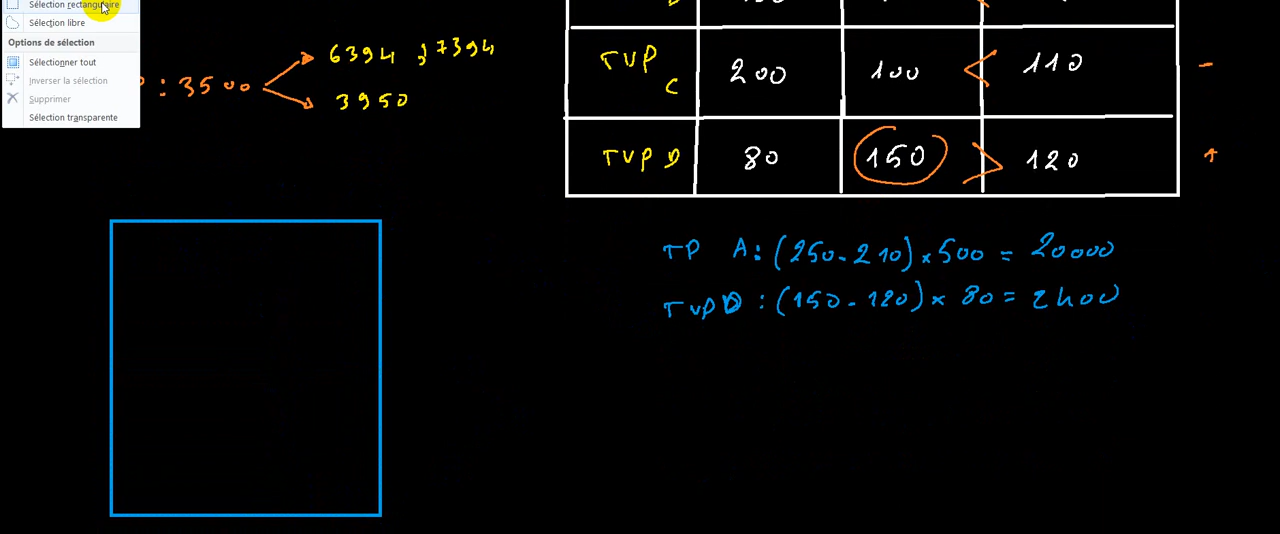 Sélection rectangulaire
Sélection libre
Options de sélection
Sélectionner tout
Inverser la sélection
Supprimer
Sélection transparente
: 3500
6394 ; 7394
3950
TVP C 200 100 < 110 -
TVP D 80 150 > 120 +
TP A : (250 - 210) × 500 = 20000
TVP D : (150 - 120) × 80 = 2400